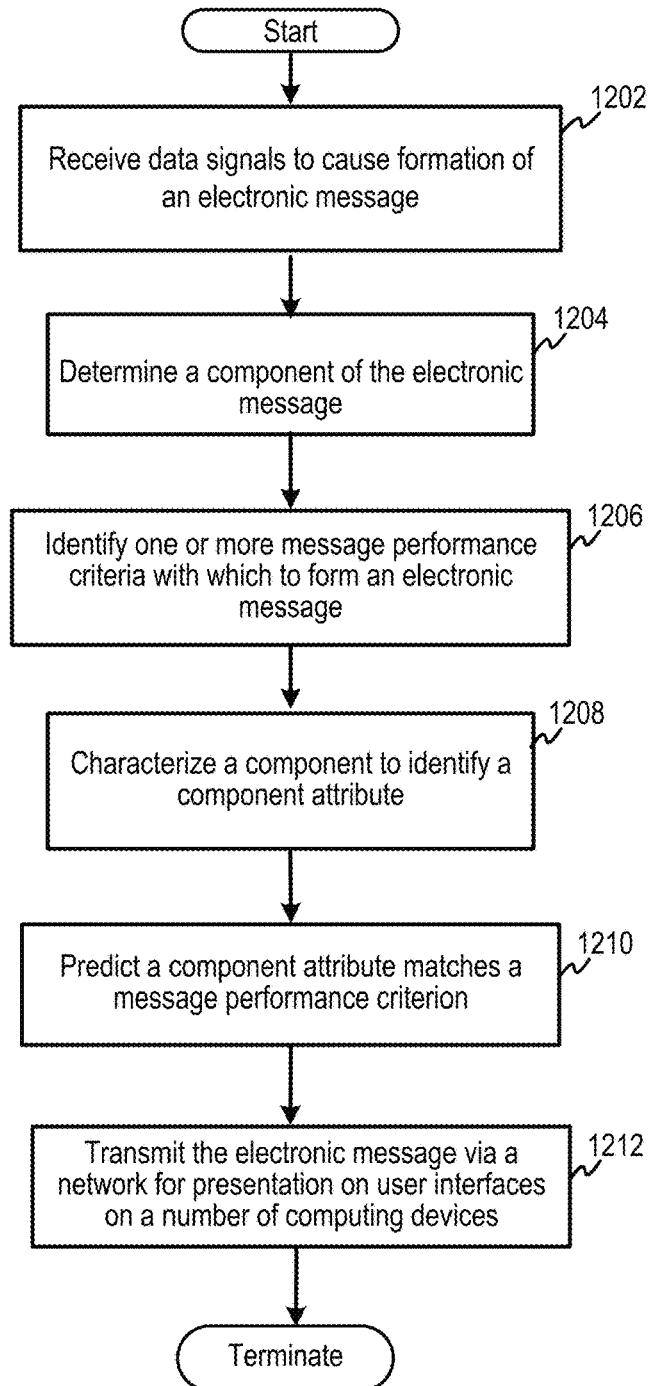 Start
1202
Receive data signals to cause formation of
an electronic message
1204
Determine a component of the electronic
message
1206
Identify one or more message performance
criteria with which to form an electronic
message
1208
Characterize a component to identify a
component attribute
1210
Predict a component attribute matches a
message performance criterion
1212
Transmit the electronic message via a
network for presentation on user interfaces
on a number of computing devices
Terminate